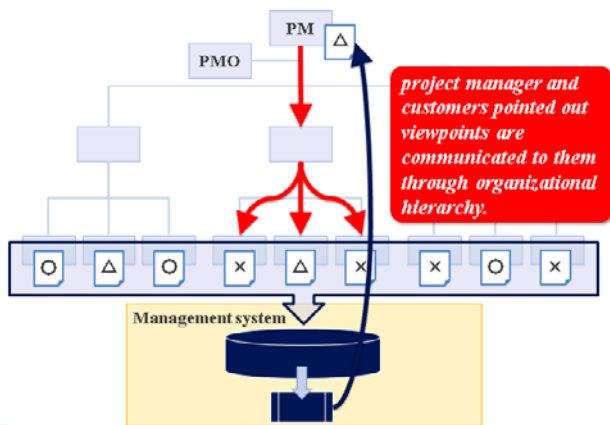 PM
PMO
project manager and
customers pointed out
viewpoints are
communicated to them
through organizational
hierarchy.
Management system